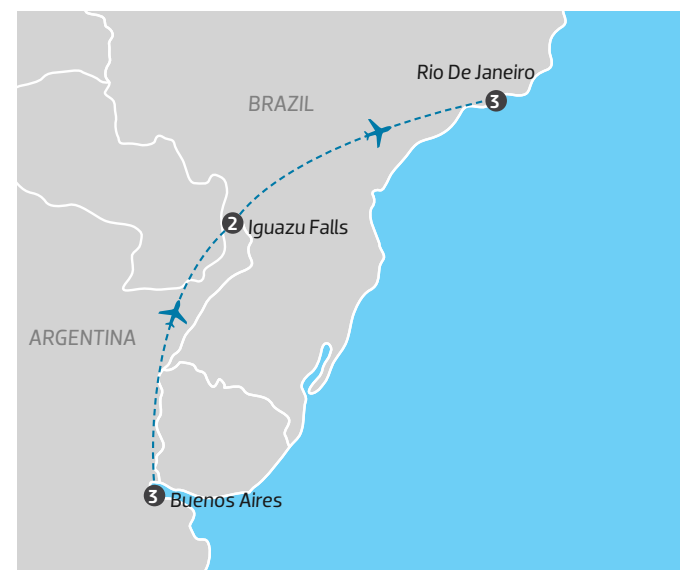 Rio De Janeiro
3
BRAZIL
2
Iguazu Falls
ARGENTINA
3
Buenos Aires